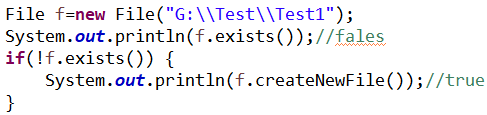 File f=new File("G:\\Test\\Test1");
System.out.println(f.exists());//fales
if(!f.exists()) {
    System.out.println(f.createNewFile());//true
}